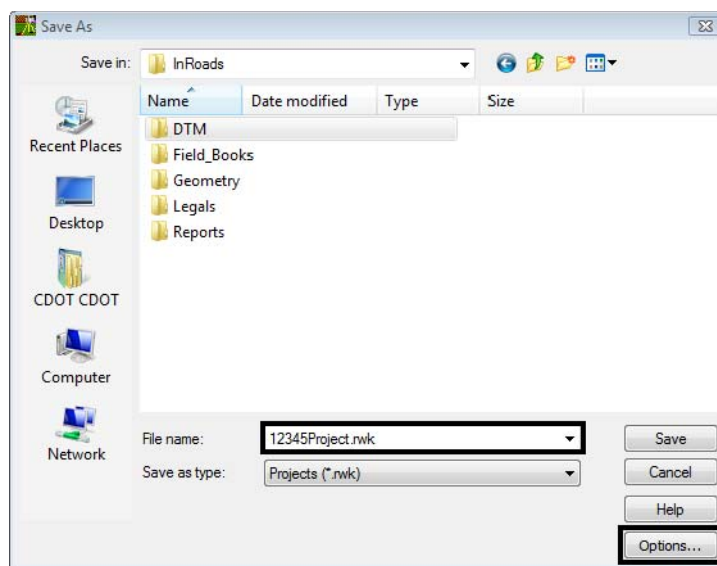 Save As
Save in: InRoads
Name Date modified Type Size
DTM
Field_Books
Geometry
Legals
Reports
Recent Places
Desktop
CDOT CDOT
Computer
Network
File name: 12345Project.rwk Save
Save as type: Projects (*.rwk) Cancel
Help
Options...